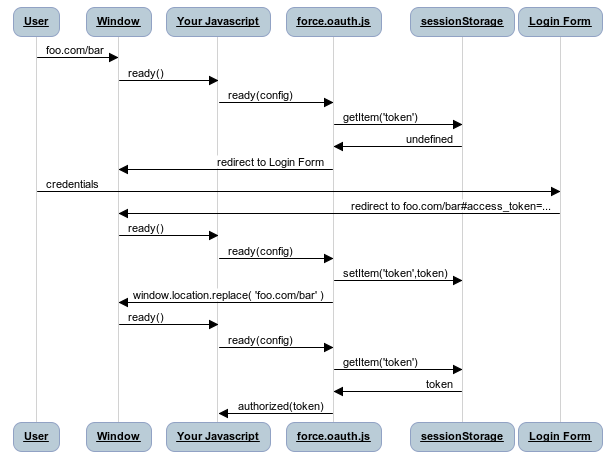 User Window Your Javascript force.oauth.js sessionStorage Login Form
foo.com/bar
ready()
ready(config)
getItem('token')
undefined
redirect to Login Form
credentials
redirect to foo.com/bar#access_token=...
ready()
ready(config)
setItem('token',token)
window.location.replace( 'foo.com/bar' )
ready()
ready(config)
getItem('token')
token
authorized(token)
User Window Your Javascript force.oauth.js sessionStorage Login Form